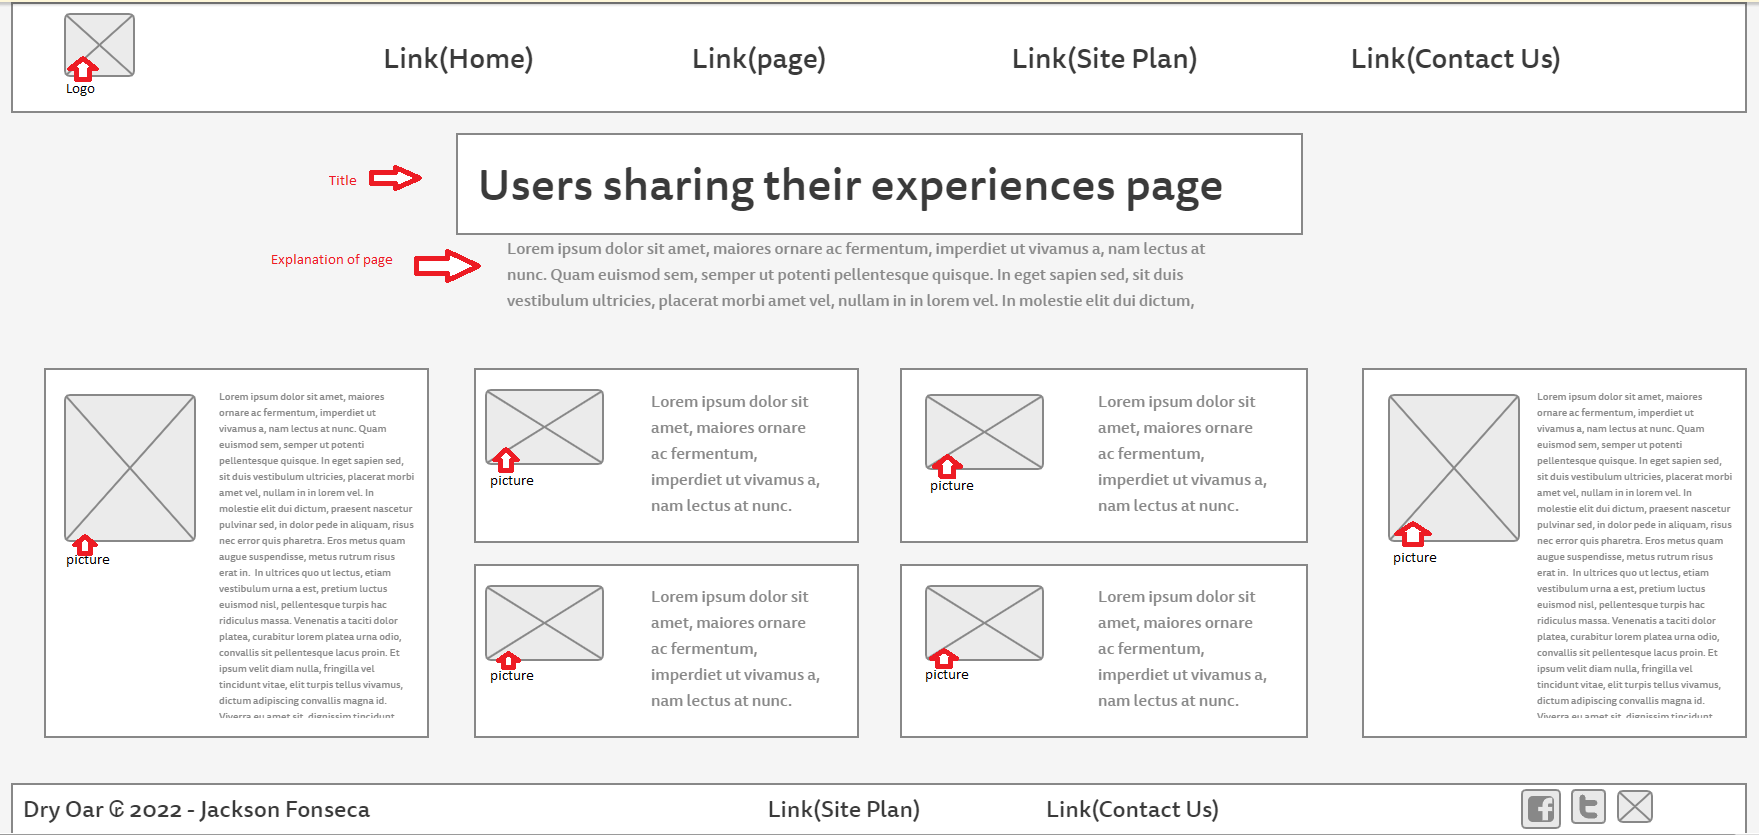 Logo
Link(Home)
Link(page)
Link(Site Plan)
Link(Contact Us)
Title
Users sharing their experiences page
Explanation of page
Lorem ipsum dolor sit amet, maiores ornare ac fermentum, imperdiet ut vivamus a, nam lectus at
nunc. Quam euismod sem, semper ut potenti pellentesque quisque. In eget sapien sed, sit duis
vestibulum ultricies, placerat morbi amet vel, nullam in in lorem vel. In molestie elit dui dictum,
picture
Lorem ipsum dolor sit amet, maiores
ornare ac fermentum, imperdiet ut
vivamus a, nam lectus at nunc. Quam
euismod sem, semper ut potenti
pellentesque quisque. In eget sapien sed,
sit duis vestibulum ultricies, placerat morbi
amet vel, nullam in in lorem vel. In
molestie elit dui dictum, praesent nascetur
pulvinar sed, in dolor pede in aliquam, risus
nec error quis pharetra. Eros metus quam
augue suspendisse, metus rutrum risus
erat in. In ultrices quo ut lectus, etiam
vestibulum urna a est, pretium luctus
euismod nisl, pellentesque turpis hac
ridiculus massa. Venenatis a taciti dolor
platea, curabitur lorem platea urna odio,
convallis sit pellentesque lacus proin. Et
ipsum velit diam nulla, fringilla vel
tincidunt vitae, elit turpis tellus vivamus,
dictum adipiscing convallis magna id.
Viverra eu amet sit, dignissim tincidunt
picture
Lorem ipsum dolor sit
amet, maiores ornare
ac fermentum,
imperdiet ut vivamus a,
nam lectus at nunc.
picture
Lorem ipsum dolor sit
amet, maiores ornare
ac fermentum,
imperdiet ut vivamus a,
nam lectus at nunc.
picture
Lorem ipsum dolor sit
amet, maiores ornare
ac fermentum,
imperdiet ut vivamus a,
nam lectus at nunc.
picture
Lorem ipsum dolor sit
amet, maiores ornare
ac fermentum,
imperdiet ut vivamus a,
nam lectus at nunc.
picture
Lorem ipsum dolor sit amet, maiores
ornare ac fermentum, imperdiet ut
vivamus a, nam lectus at nunc. Quam
euismod sem, semper ut potenti
pellentesque quisque. In eget sapien sed,
sit duis vestibulum ultricies, placerat morbi
amet vel, nullam in in lorem vel. In
molestie elit dui dictum, praesent nascetur
pulvinar sed, in dolor pede in aliquam, risus
nec error quis pharetra. Eros metus quam
augue suspendisse, metus rutrum risus
erat in. In ultrices quo ut lectus, etiam
vestibulum urna a est, pretium luctus
euismod nisl, pellentesque turpis hac
ridiculus massa. Venenatis a taciti dolor
platea, curabitur lorem platea urna odio,
convallis sit pellentesque lacus proin. Et
ipsum velit diam nulla, fringilla vel
tincidunt vitae, elit turpis tellus vivamus,
dictum adipiscing convallis magna id.
Viverra eu amet sit, dignissim tincidunt
Dry Oar 2022 - Jackson Fonseca
Link(Site Plan)
Link(Contact Us)